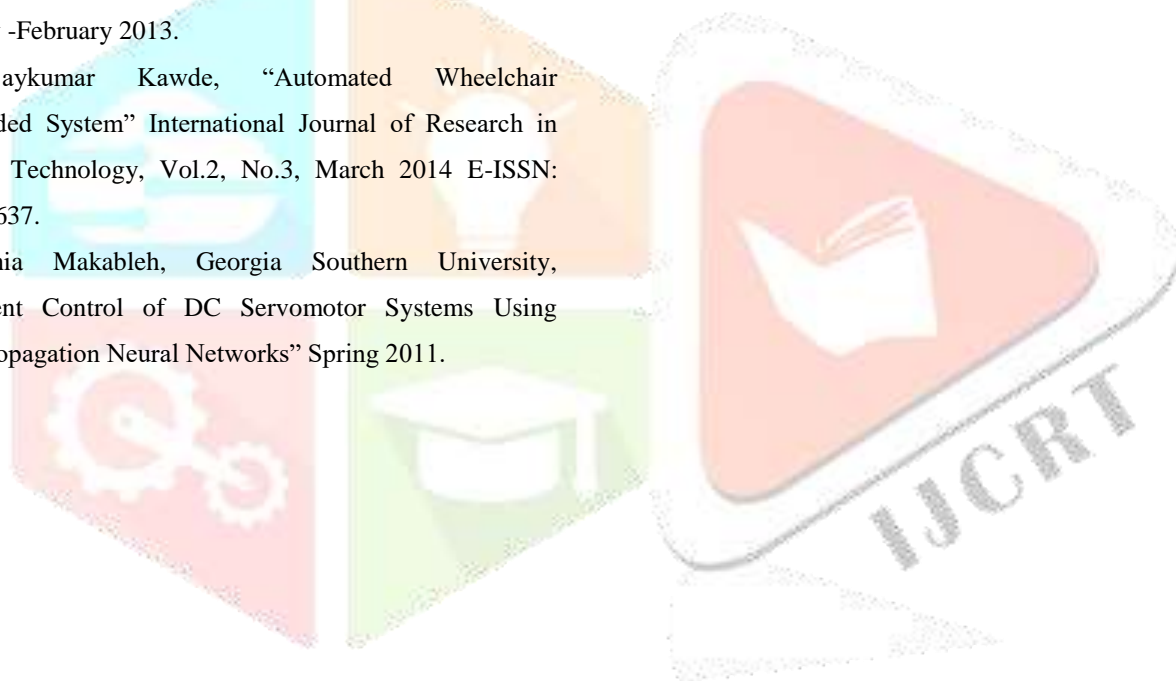 -February 2013.
aykumar Kawde, “Automated Wheelchair
ded System” International Journal of Research in
Technology, Vol.2, No.3, March 2014 E-ISSN:
637.
nia Makableh, Georgia Southern University,
ent Control of DC Servomotor Systems Using
opagation Neural Networks” Spring 2011.
IJCRT